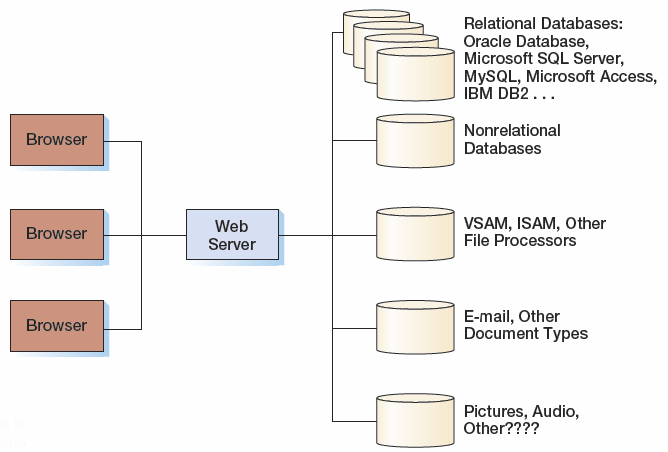 Browser
Browser
Browser
Web
Server
Relational Databases:
Oracle Database,
Microsoft SQL Server,
MySQL, Microsoft Access,
IBM DB2 . . .
Nonrelational
Databases
VSAM, ISAM, Other
File Processors
E-mail, Other
Document Types
Pictures, Audio,
Other????